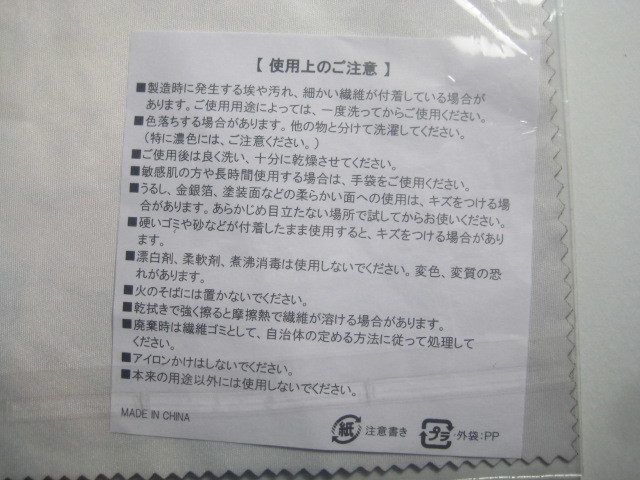 【 使用上のご注意 】
■製造時に発生する埃や汚れ、細かい繊維が付着している場合が
あります。ご使用用途によっては、一度洗ってからご使用ください。
■色落ちする場合があります。他の物と分けて洗濯してください。
（特に濃色には、ご注意ください。）
■ご使用後は良く洗い、十分に乾燥させてください。
■敏感肌の方や長時間使用する場合は、手袋をご使用ください。
■うるし、金銀箔、塗装面などの柔らかい面への使用は、キズをつける場
合があります。あらかじめ目立たない場所で試してからお使いください。
■硬いゴミや砂などが付着したまま使用すると、キズをつける場合があり
ます。
■漂白剤、柔軟剤、煮沸消毒は使用しないでください。変色、変質の恐
れがあります。
■火のそばには置かないでください。
■乾拭きで強く擦ると摩擦熱で繊維が溶ける場合があります。
■廃棄時は繊維ゴミとして、自治体の定める方法に従って処理して
ください。
■アイロンかけはしないでください。
■本来の用途以外には使用しないでください。
MADE IN CHINA
紙 注意書き プラ 外袋:PP